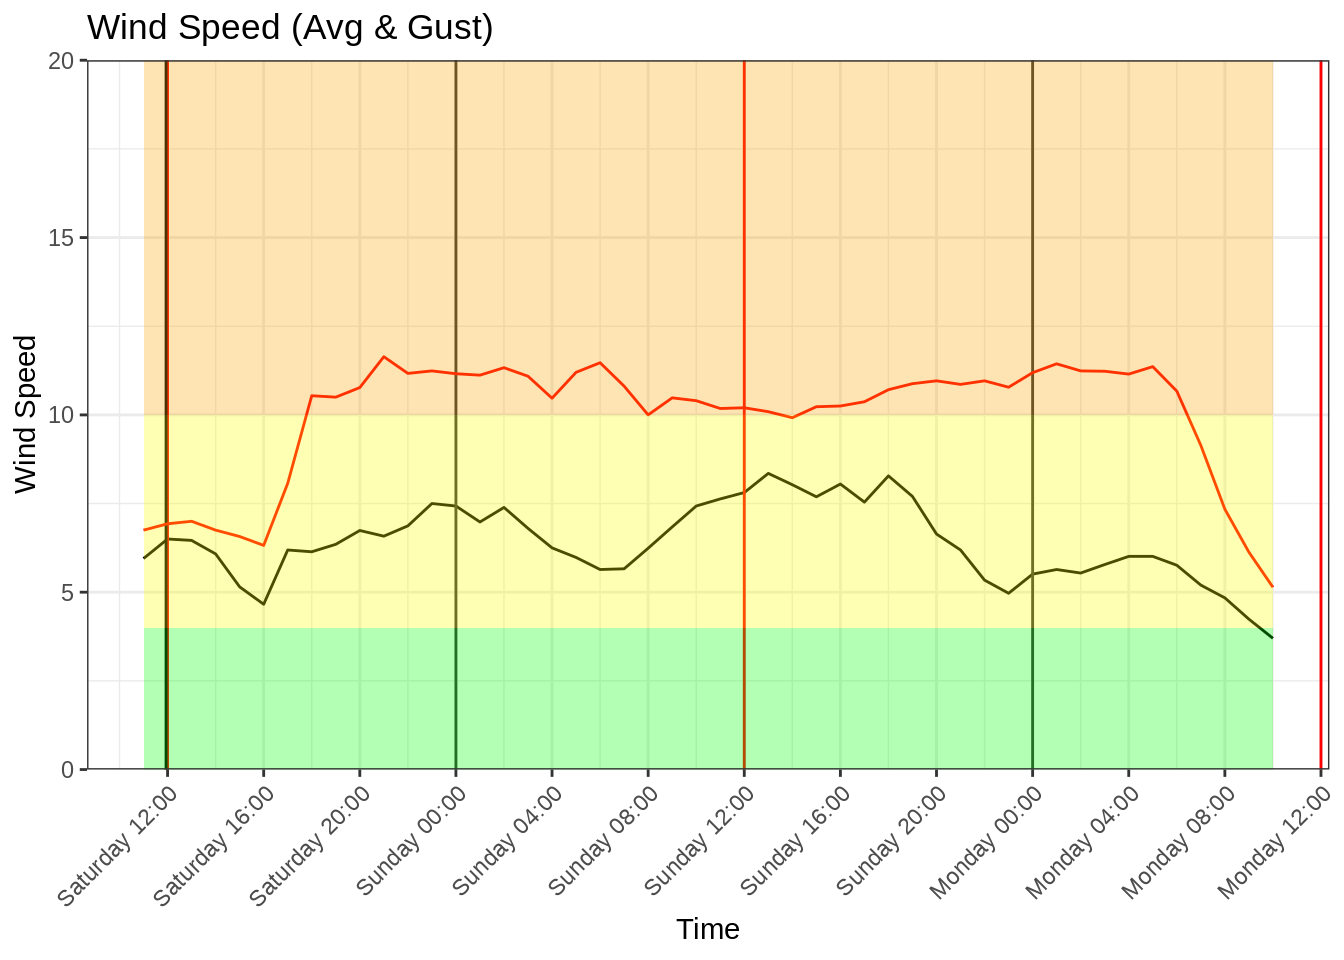 Wind Speed (Avg & Gust)
20
15
10
5
0
Wind Speed
Saturday 12:00
Saturday 16:00
Saturday 20:00
Sunday 00:00
Sunday 04:00
Sunday 08:00
Sunday 12:00
Sunday 16:00
Sunday 20:00
Monday 00:00
Monday 04:00
Monday 08:00
Monday 12:00
Time